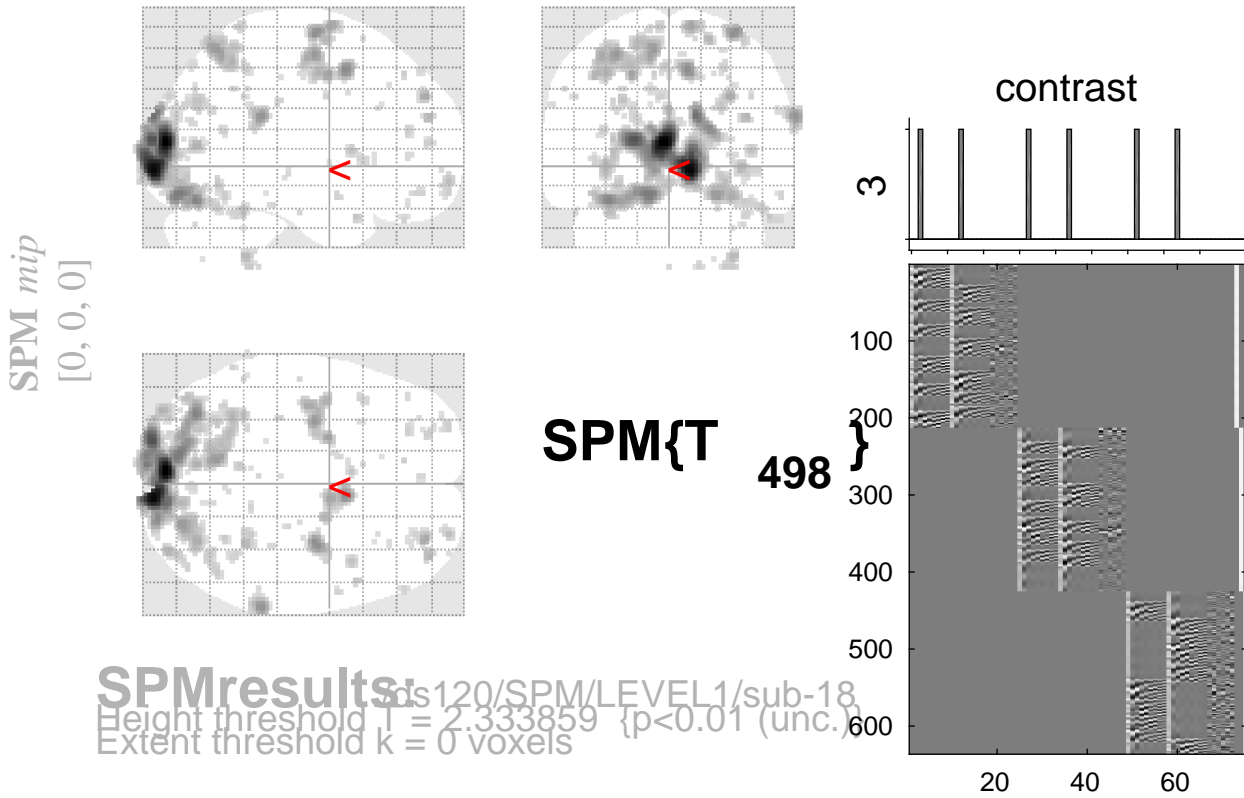 SPM mip
[0, 0, 0]
<
<
<
SPM{T498}
contrast
3
100
200
300
400
500
600
20 40 60
SPMresults: /ds120/SPM/LEVEL1/sub-18
Height threshold T = 2.333859 {p<0.01 (unc.)}
Extent threshold k = 0 voxels